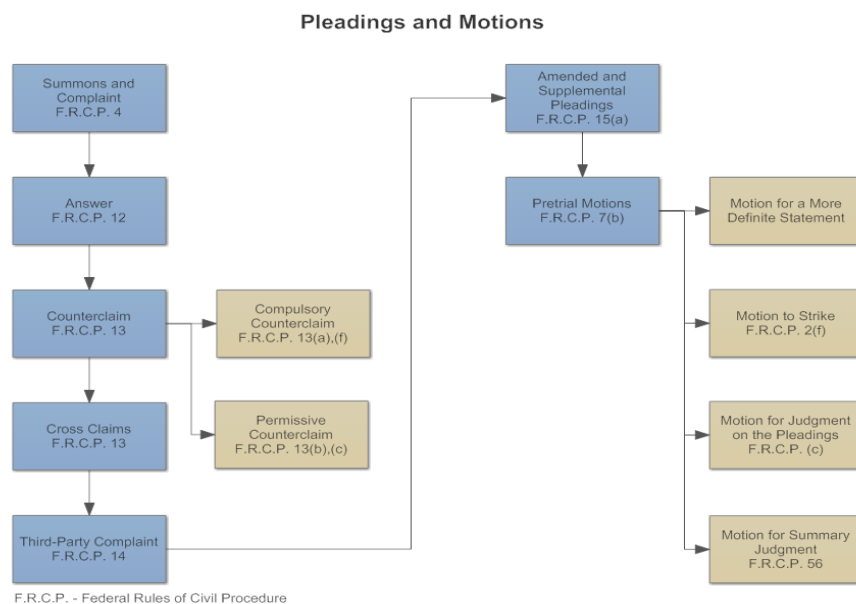 Pleadings and Motions
Summons and
Complaint
F.R.C.P. 4
Answer
F.R.C.P. 12
Counterclaim
F.R.C.P. 13
Compulsory
Counterclaim
F.R.C.P. 13(a),(f)
Permissive
Counterclaim
F.R.C.P. 13(b),(c)
Cross Claims
F.R.C.P. 13
Third-Party Complaint
F.R.C.P. 14
Amended and
Supplemental
Pleadings
F.R.C.P. 15(a)
Pretrial Motions
F.R.C.P. 7(b)
Motion for a More
Definite Statement
Motion to Strike
F.R.C.P. 2(f)
Motion for Judgment
on the Pleadings
F.R.C.P. (c)
Motion for Summary
Judgment
F.R.C.P. 56
F.R.C.P. - Federal Rules of Civil Procedure